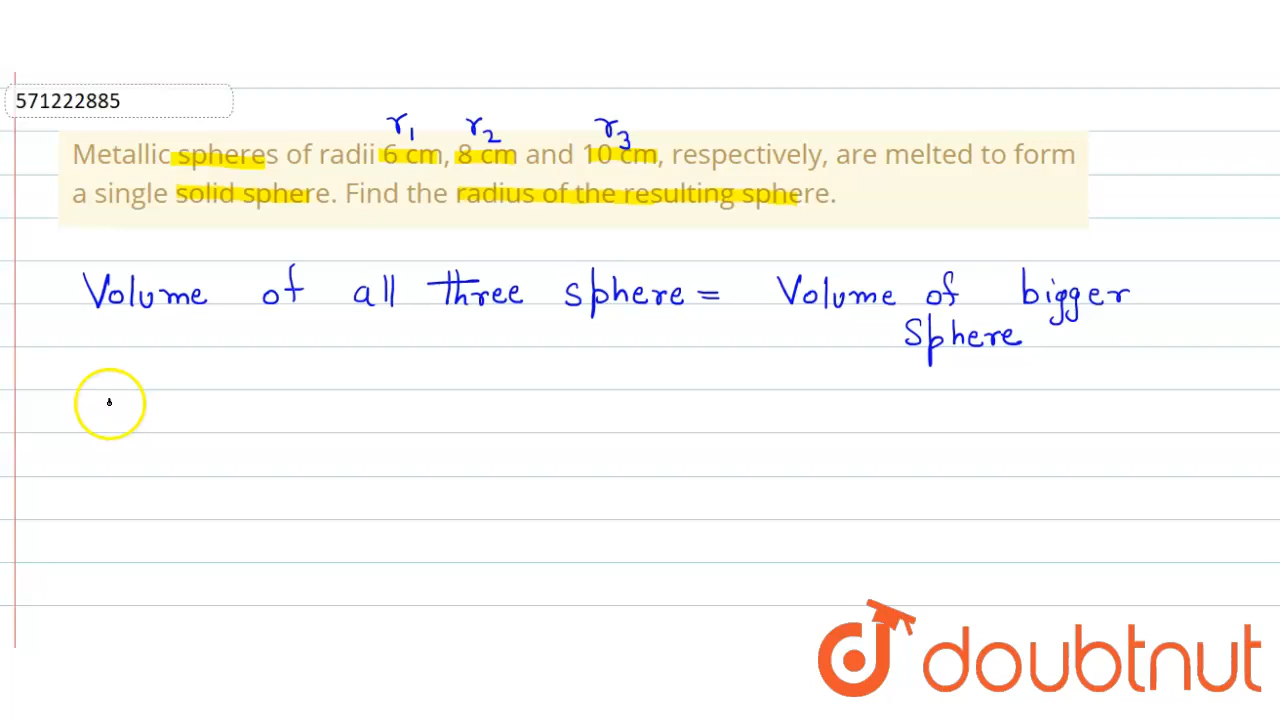 571222885
r1 r2 r3
Metallic spheres of radii 6 cm, 8 cm and 10 cm, respectively, are melted to form
a single solid sphere. Find the radius of the resulting sphere.
Volume of all three sphere = Volume of bigger
Sphere
doubtnut